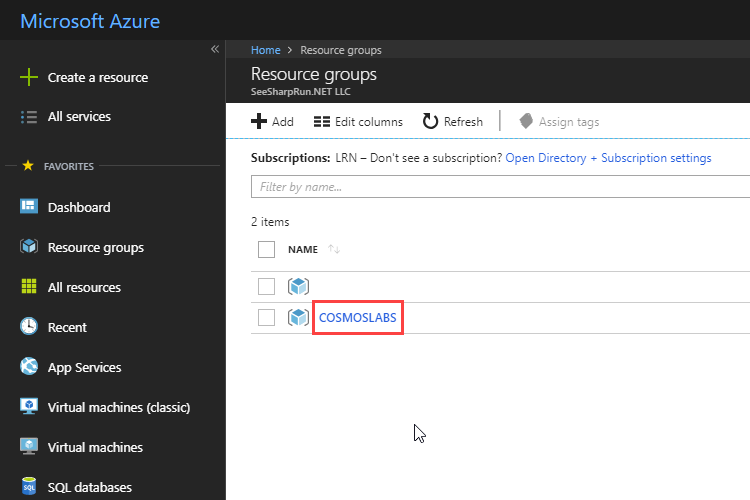 Microsoft Azure
«
Create a resource
All services
FAVORITES
Dashboard
Resource groups
All resources
Recent
App Services
Virtual machines (classic)
Virtual machines
SQL databases
Home > Resource groups
Resource groups
SeeSharpRun.NET LLC
Add Edit columns Refresh Assign tags
Subscriptions: LRN – Don't see a subscription? Open Directory + Subscription settings
Filter by name...
2 items
NAME
COSMOSLABS